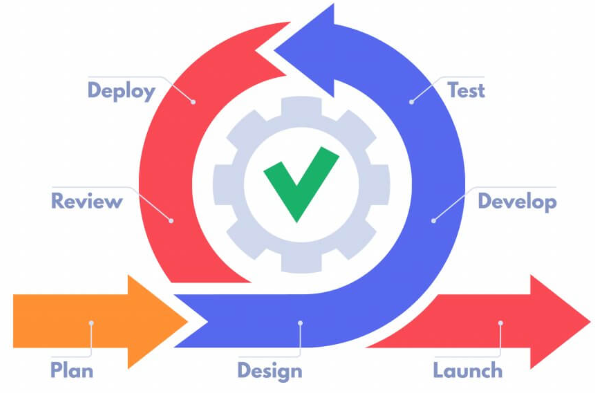 Deploy
Test
Review
Develop
Plan
Design
Launch